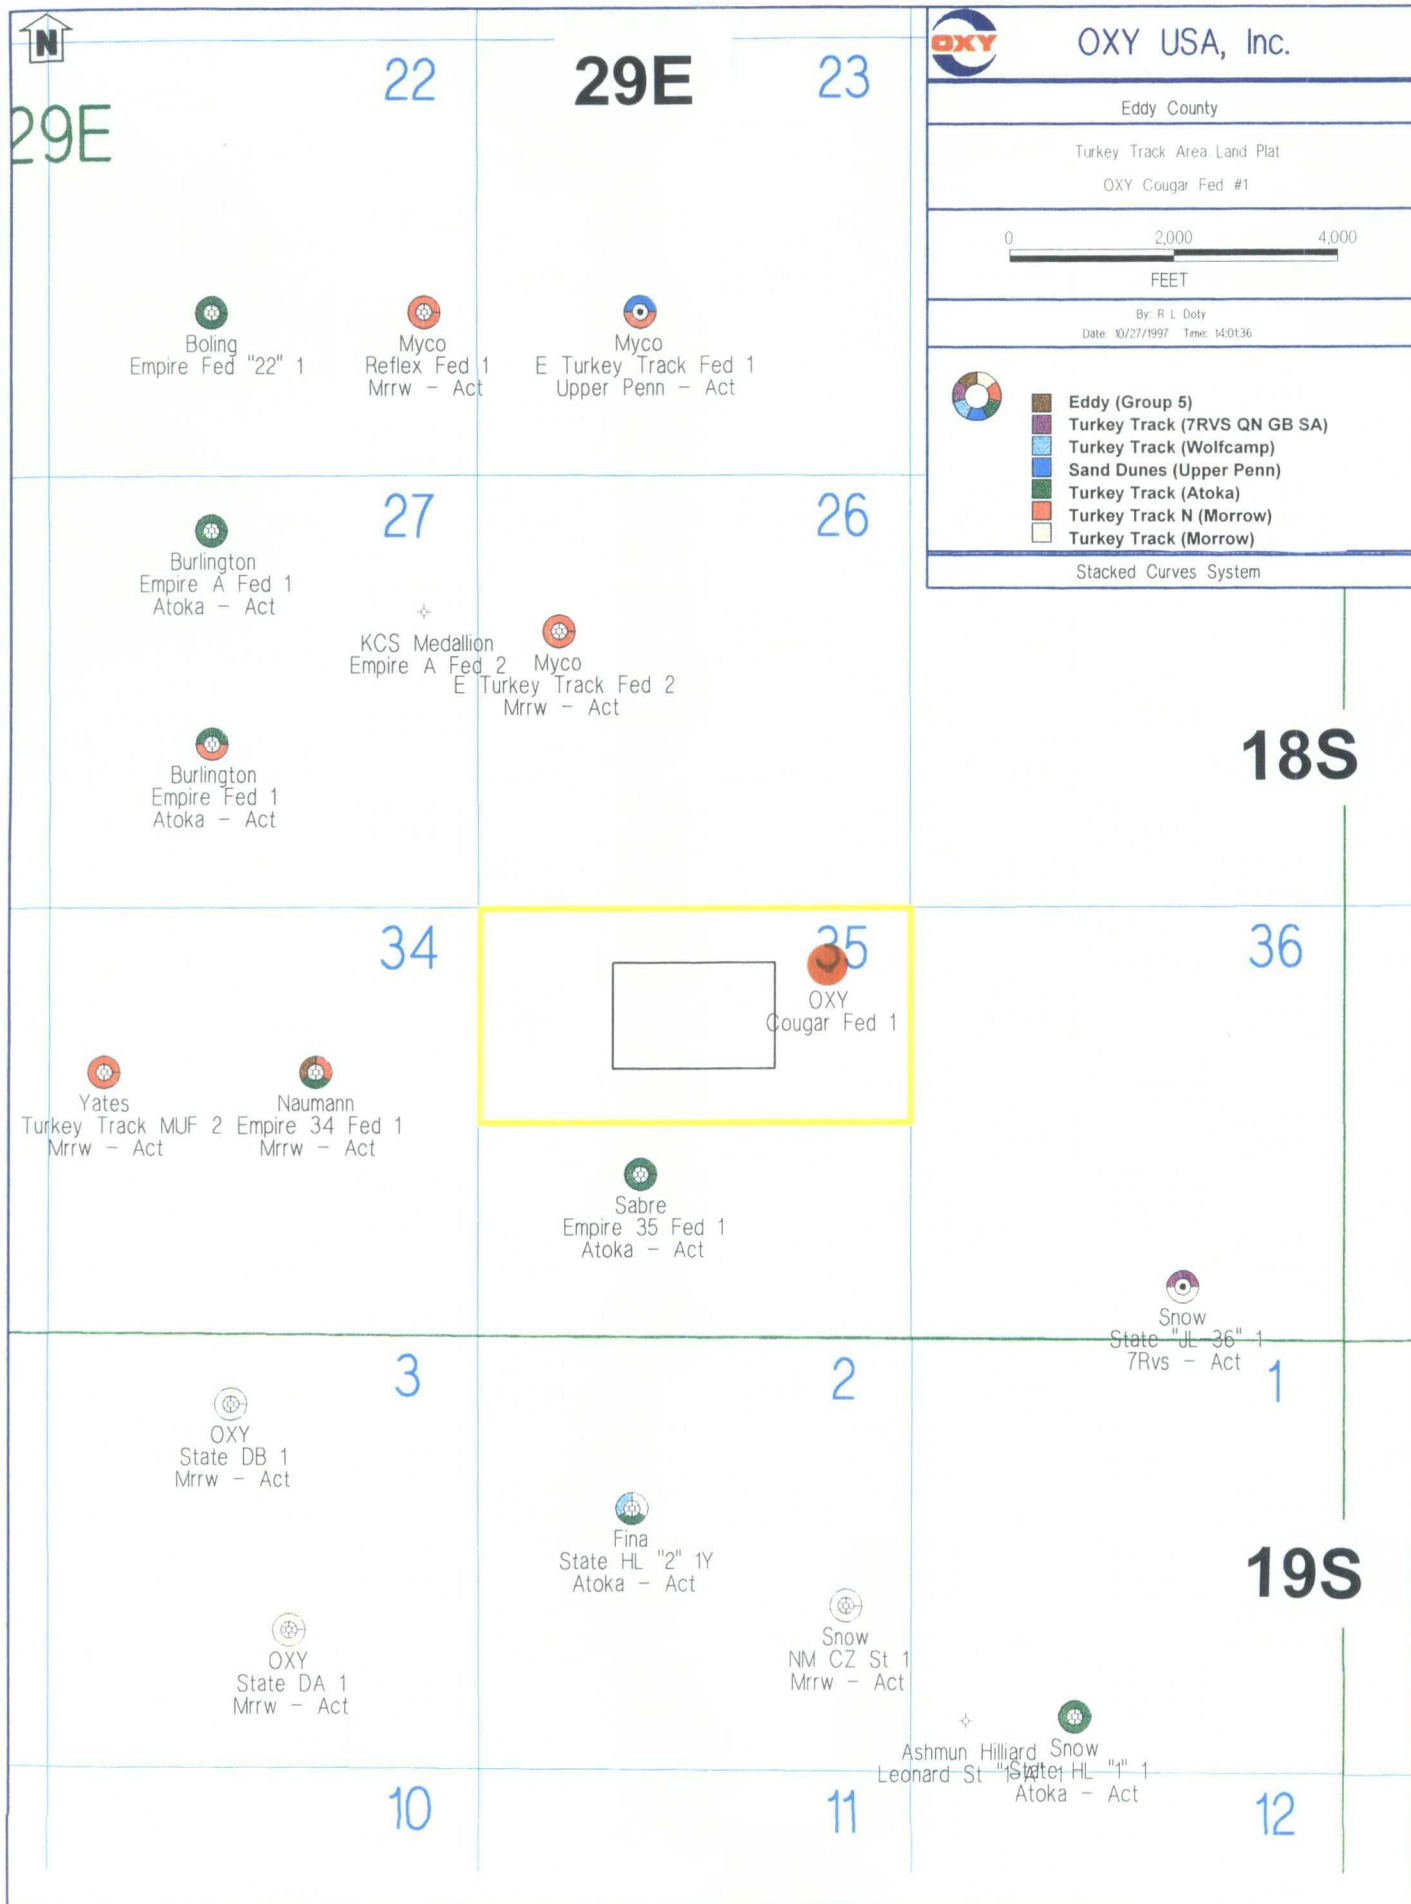 N
22
29E
23
29E
OXY
OXY USA, Inc.
Eddy County
Turkey Track Area Land Plat
OXY Cougar Fed #1
0 2,000 4,000
FEET
By: R L Doty
Date: 10/27/1997 Time: 14:01:36
Eddy (Group 5)
Turkey Track (7RVS QN GB SA)
Turkey Track (Wolfcamp)
Sand Dunes (Upper Penn)
Turkey Track (Atoka)
Turkey Track N (Morrow)
Turkey Track (Morrow)
Stacked Curves System
Boling
Empire Fed "22" 1
Myco
Reflex Fed 1
Mrrw - Act
Myco
E Turkey Track Fed 1
Upper Penn - Act
27
26
Burlington
Empire A Fed 1
Atoka - Act
KCS Medallion
Empire A Fed 2
Myco
E Turkey Track Fed 2
Mrrw - Act
18S
Burlington
Empire Fed 1
Atoka - Act
34
35
36
OXY
Cougar Fed 1
Yates
Turkey Track MUF 2
Mrrw - Act
Naumann
Empire 34 Fed 1
Mrrw - Act
Sabre
Empire 35 Fed 1
Atoka - Act
Snow
State "JL-36" 1
7Rvs - Act
3
2
1
OXY
State DB 1
Mrrw - Act
Fina
State HL "2" 1Y
Atoka - Act
19S
OXY
State DA 1
Mrrw - Act
Snow
NM CZ St 1
Mrrw - Act
Ashmun Hilliard
Leonard St
Snow
State HL "1" 1
Atoka - Act
10
11
12